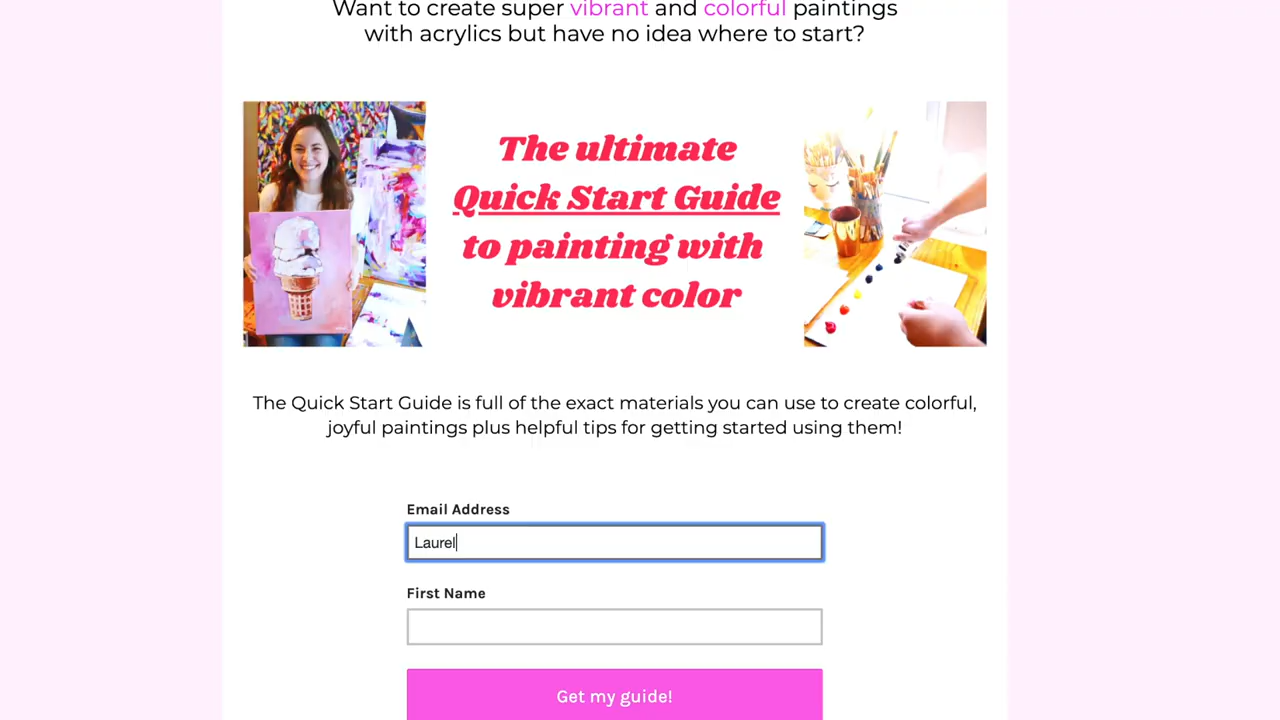 Want to create super vibrant and colorful paintings
with acrylics but have no idea where to start?
The ultimate
Quick Start Guide
to painting with
vibrant color
The Quick Start Guide is full of the exact materials you can use to create colorful,
joyful paintings plus helpful tips for getting started using them!
Email Address
Laurel
First Name
Get my guide!